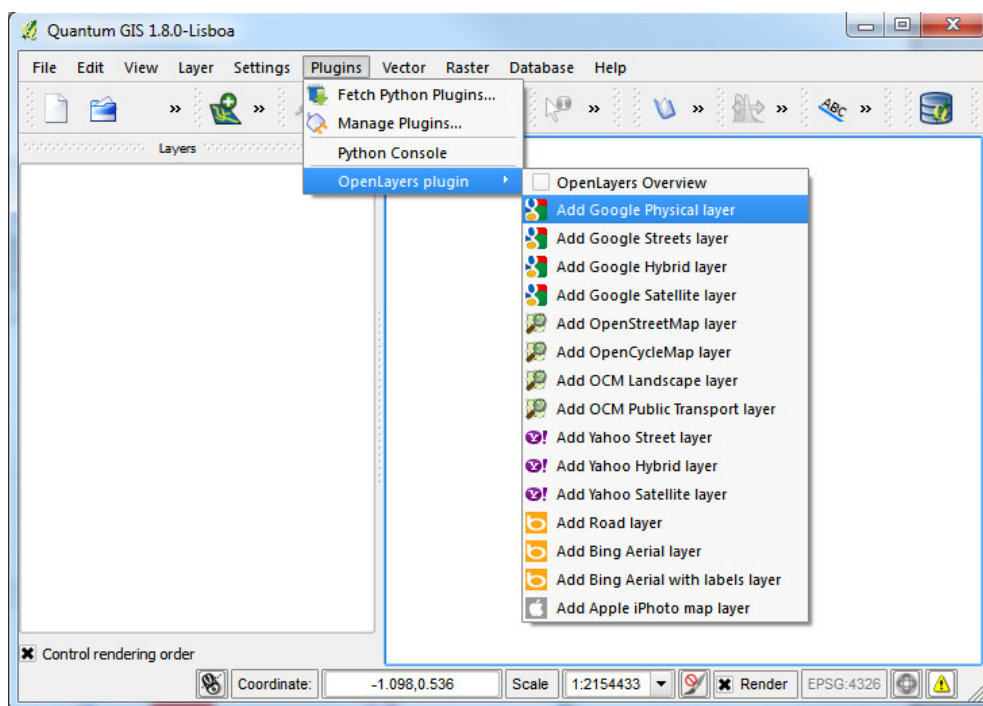 Quantum GIS 1.8.0-Lisboa
File Edit View Layer Settings Plugins Vector Raster Database Help
Fetch Python Plugins...
Manage Plugins...
Python Console
OpenLayers plugin
» » » » » ABC »
Layers
OpenLayers Overview
Add Google Physical layer
Add Google Streets layer
Add Google Hybrid layer
Add Google Satellite layer
Add OpenStreetMap layer
Add OpenCycleMap layer
Add OCM Landscape layer
Add OCM Public Transport layer
Y! Add Yahoo Street layer
Y! Add Yahoo Hybrid layer
Y! Add Yahoo Satellite layer
b Add Road layer
b Add Bing Aerial layer
b Add Bing Aerial with labels layer
Add Apple iPhoto map layer
Control rendering order
Coordinate: -1.098,0.536 Scale 1:2154433 Render EPSG:4326